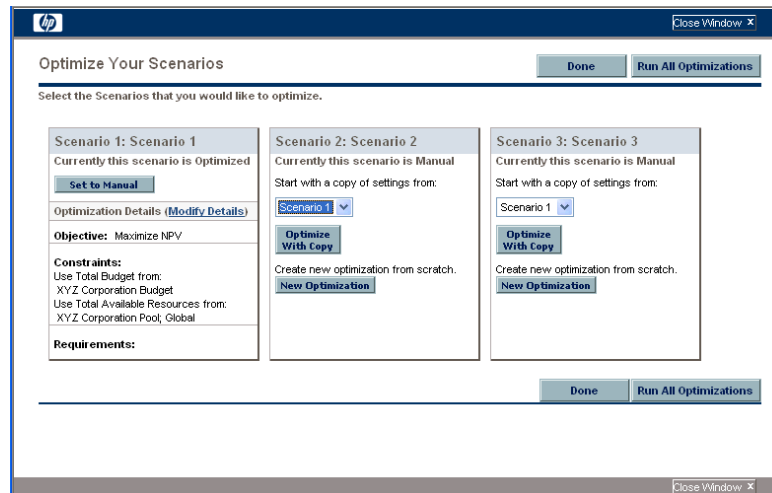 hp
Close Window x
Optimize Your Scenarios
Done
Run All Optimizations
Select the Scenarios that you would like to optimize.
Scenario 1: Scenario 1
Currently this scenario is Optimized
Set to Manual
Optimization Details (Modify Details)
Objective: Maximize NPV
Constraints:
Use Total Budget from:
XYZ Corporation Budget
Use Total Available Resources from:
XYZ Corporation Pool; Global
Requirements:
Scenario 2: Scenario 2
Currently this scenario is Manual
Start with a copy of settings from:
Scenario 1
Optimize
With Copy
Create new optimization from scratch.
New Optimization
Scenario 3: Scenario 3
Currently this scenario is Manual
Start with a copy of settings from:
Scenario 1
Optimize
With Copy
Create new optimization from scratch.
New Optimization
Done
Run All Optimizations
Close Window x